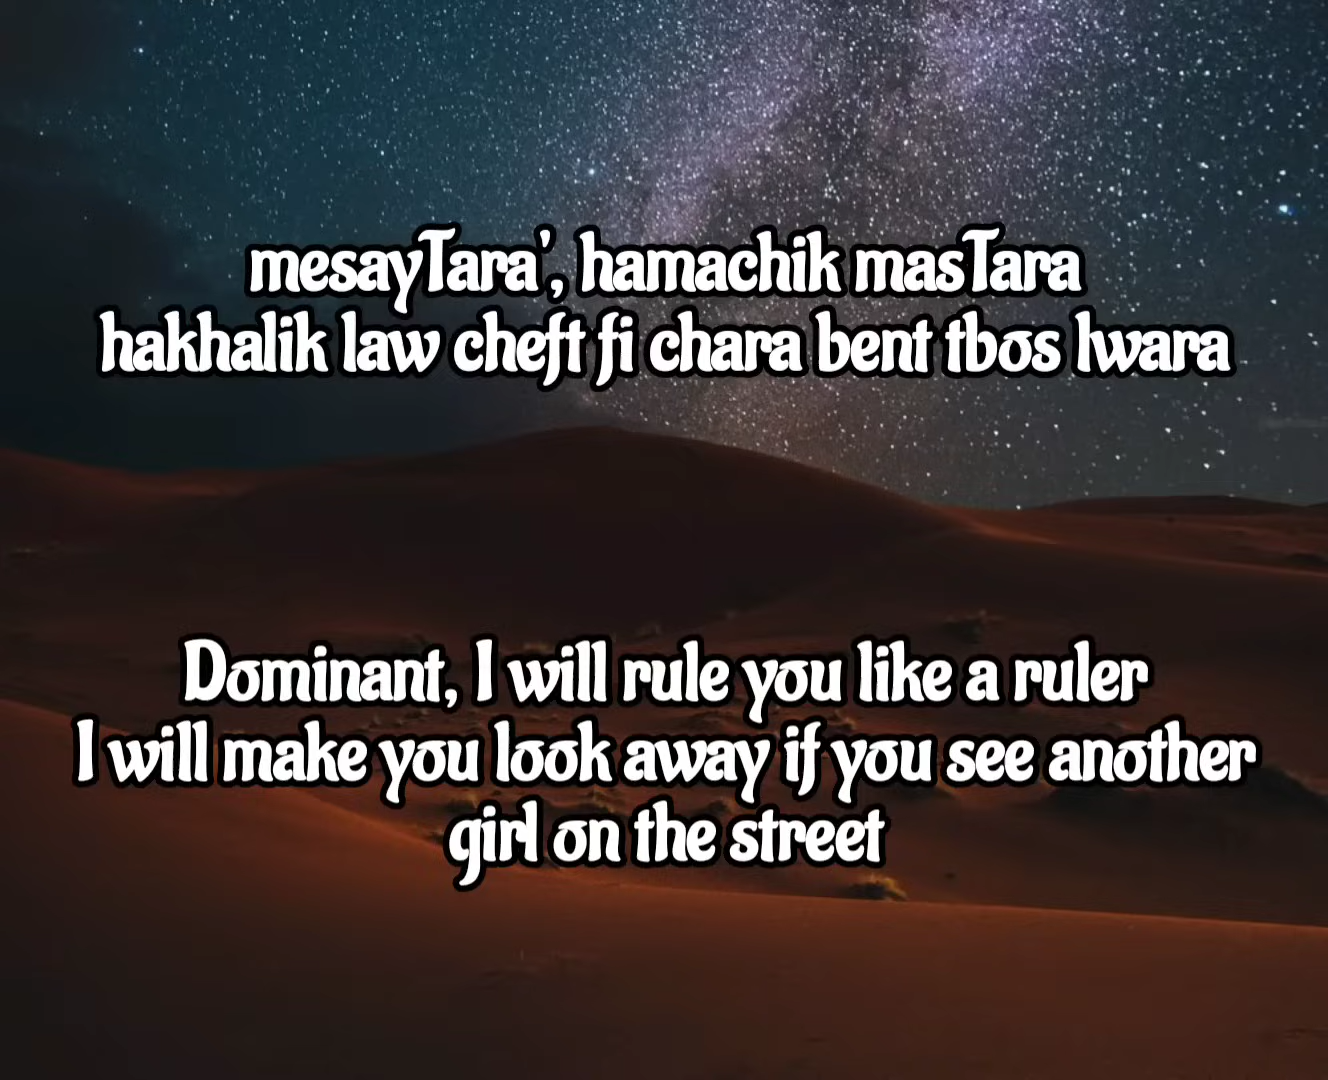 mesayTara', hamachik masTara
hakhalik law cheft fi chara bent tbos lwara
Dominant, I will rule you like a ruler
I will make you look away if you see another
girl on the street